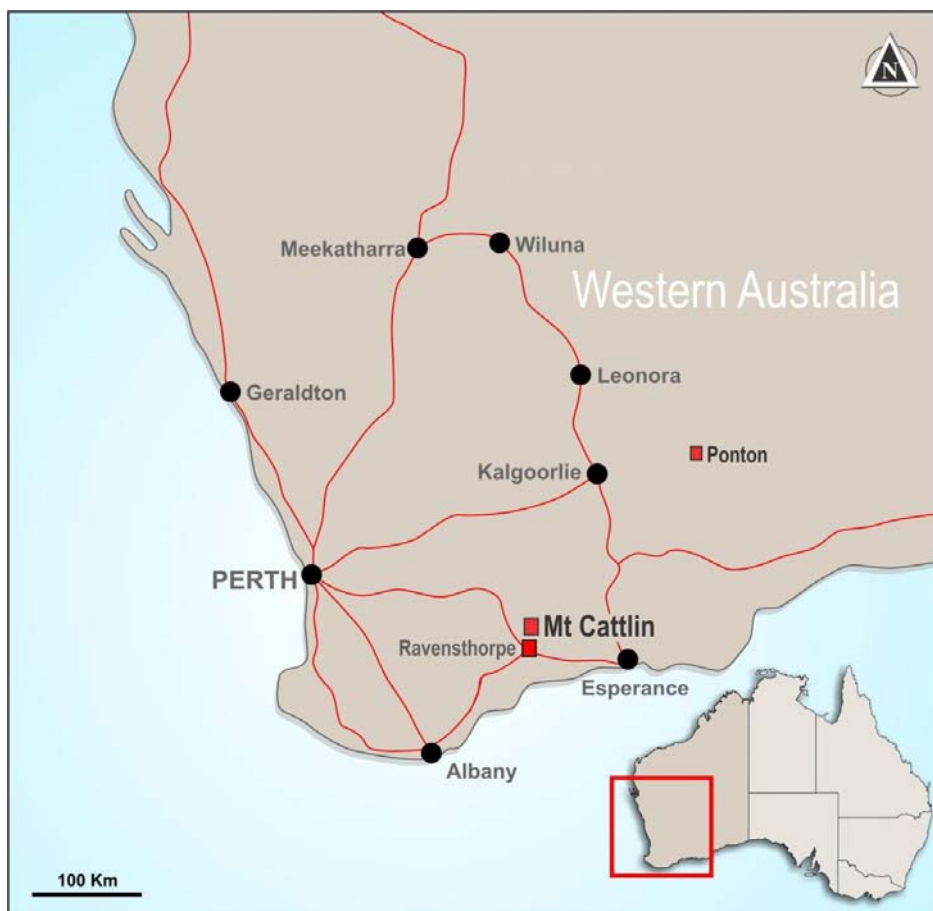 N
Meekatharra
Wiluna
Western Australia
Geraldton
Leonora
Ponton
Kalgoorlie
PERTH
Mt Cattlin
Ravensthorpe
Esperance
Albany
100 Km